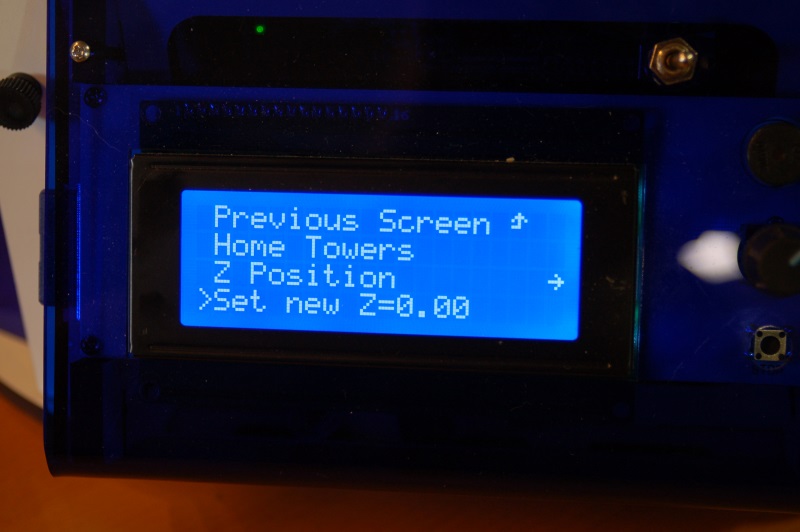 Previous Screen ⮥
Home Towers
Z Position →
>Set new Z=0.00